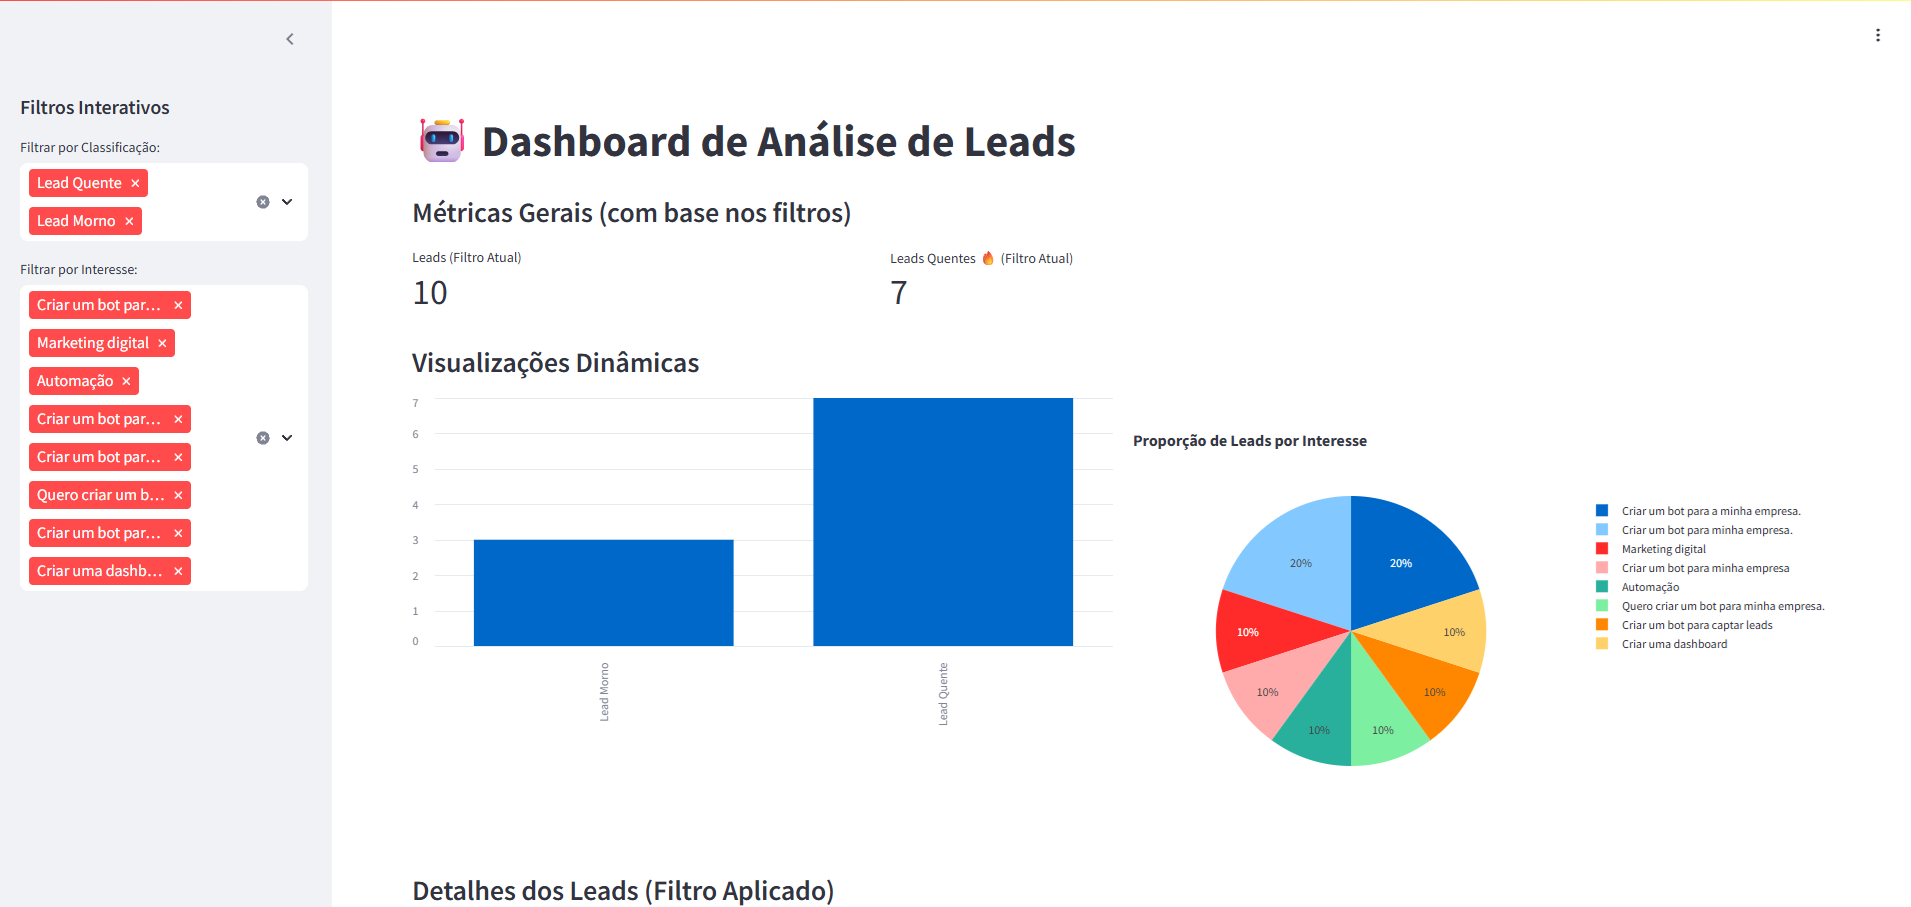 Filtros Interativos
Filtrar por Classificação:
Lead Quente
Lead Morno
Filtrar por Interesse:
Criar um bot par...
Marketing digital
Automação
Criar um bot par...
Criar um bot par...
Quero criar um b...
Criar um bot par...
Criar uma dashb...
Dashboard de Análise de Leads
Métricas Gerais (com base nos filtros)
Leads (Filtro Atual)
10
Leads Quentes 🔥 (Filtro Atual)
7
Visualizações Dinâmicas
7
6
5
4
3
2
1
0
Lead Morno
Lead Quente
Proporção de Leads por Interesse
20%
20%
10%
10%
10%
10%
10%
10%
Criar um bot para a minha empresa.
Criar um bot para minha empresa.
Marketing digital
Criar um bot para minha empresa
Automação
Quero criar um bot para minha empresa.
Criar um bot para captar leads
Criar uma dashboard
Detalhes dos Leads (Filtro Aplicado)